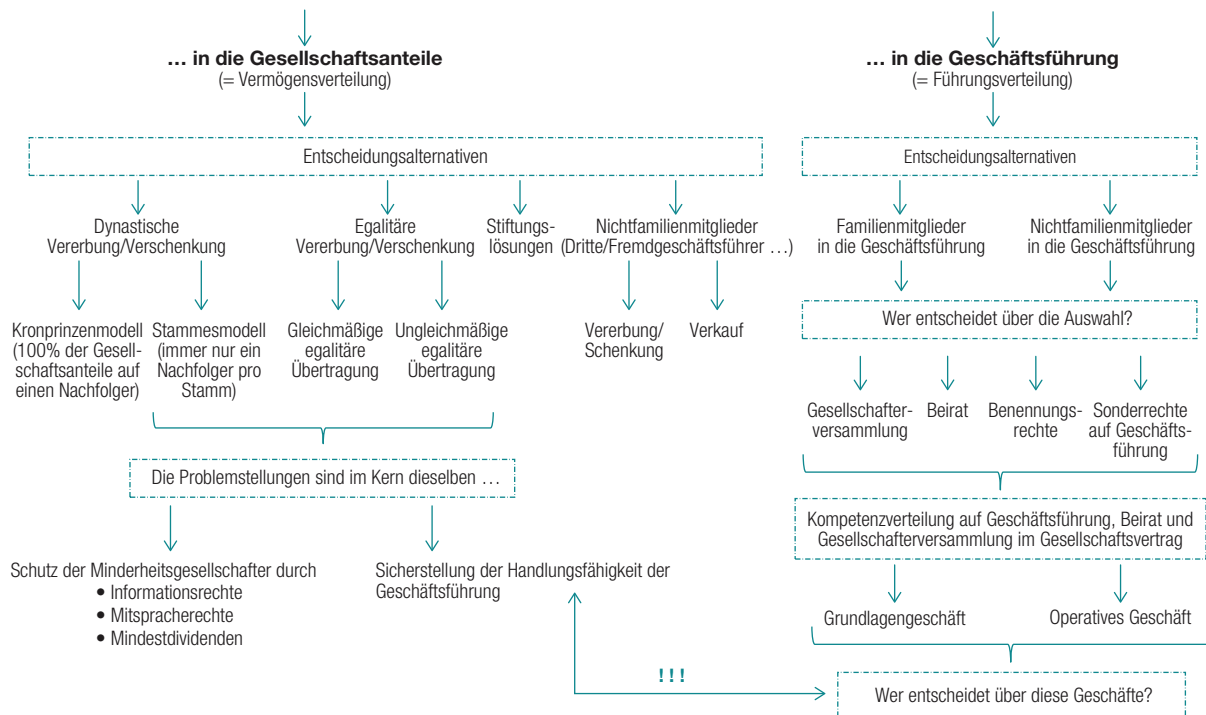 … in die Gesellschaftsanteile
(= Vermögensverteilung)
Entscheidungsalternativen
Dynastische
Vererbung/Verschenkung
Egalitäre
Vererbung/Verschenkung
Stiftungs-
lösungen
Nichtfamilienmitglieder
(Dritte/Fremdgeschäftsführer …)
Kronprinzenmodell
(100% der Gesell-
schaftsanteile auf
einen Nachfolger)
Stammesmodell
(immer nur ein
Nachfolger pro
Stamm)
Gleichmäßige
egalitäre
Übertragung
Ungleichmäßige
egalitäre
Übertragung
Vererbung/
Schenkung
Verkauf
Die Problemstellungen sind im Kern dieselben …
Schutz der Minderheitsgesellschafter durch
• Informationsrechte
• Mitspracherechte
• Mindestdividenden
Sicherstellung der Handlungsfähigkeit der
Geschäftsführung
!!!
… in die Geschäftsführung
(= Führungsverteilung)
Entscheidungsalternativen
Familienmitglieder
in die Geschäftsführung
Nichtfamilienmitglieder
in die Geschäftsführung
Wer entscheidet über die Auswahl?
Gesellschafter-
versammlung
Beirat
Benennungs-
rechte
Sonderrechte
auf Geschäfts-
führung
Kompetenzverteilung auf Geschäftsführung, Beirat und
Gesellschafterversammlung im Gesellschaftsvertrag
Grundlagengeschäft
Operatives Geschäft
Wer entscheidet über diese Geschäfte?